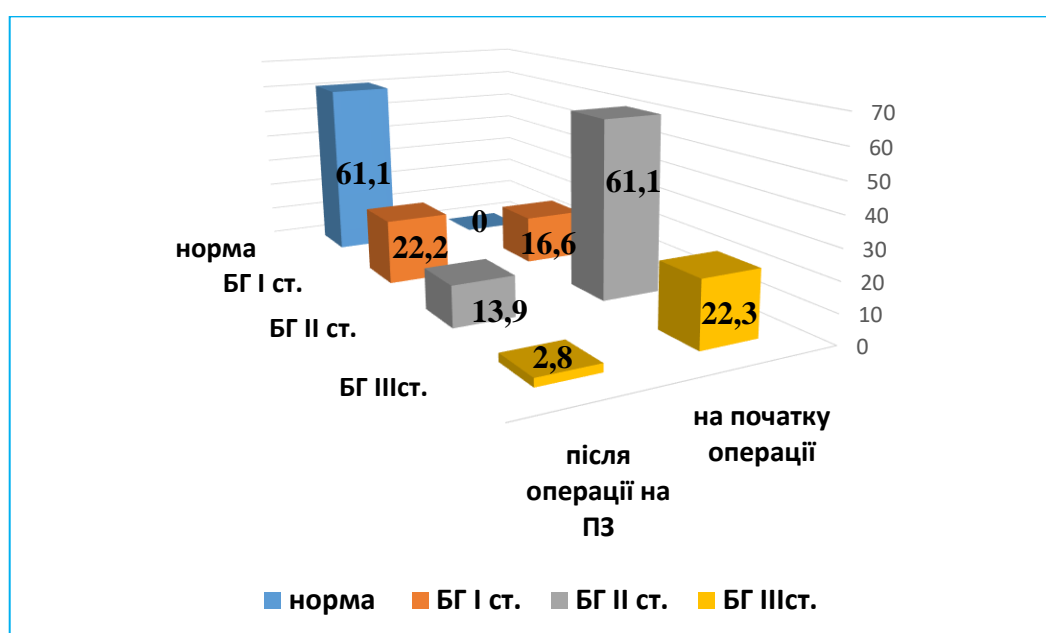 70
60
50
40
30
20
10
0
61,1
22,2
13,9
2,8
0
16,6
61,1
22,3
норма
БГ І ст.
БГ ІІ ст.
БГ ІІІст.
після
операції на
ПЗ
на початку
операції
норма БГ І ст. БГ ІІ ст. БГ ІІІст.